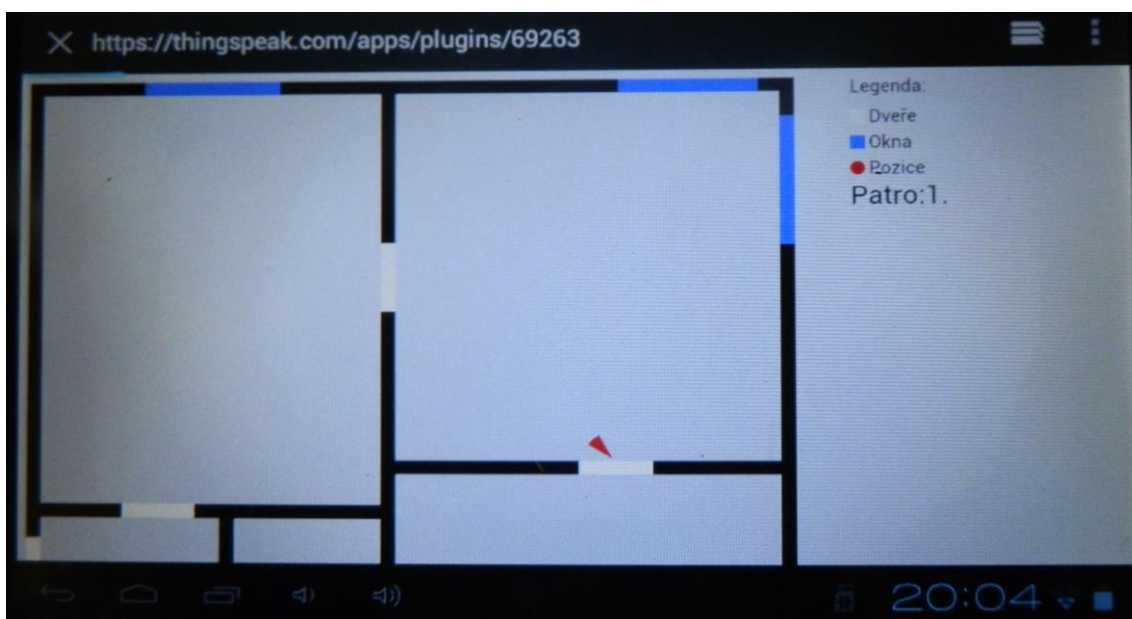 https://thingspeak.com/apps/plugins/69263
Legenda:
Dveře
Okna
Pozice
Patro:1.
20:04